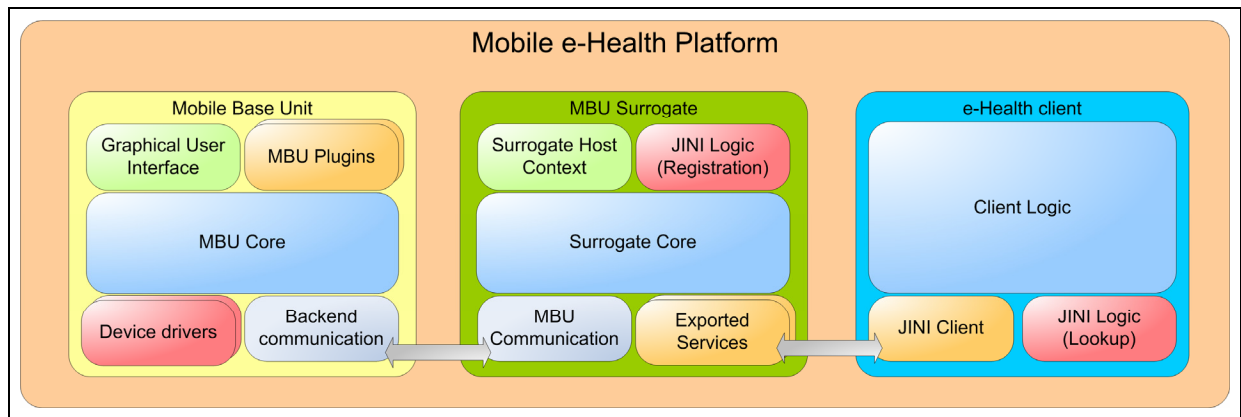 Mobile e-Health Platform
Mobile Base Unit
Graphical User
Interface
MBU Plugins
MBU Core
Device drivers
Backend
communication
MBU Surrogate
Surrogate Host
Context
JINI Logic
(Registration)
Surrogate Core
MBU
Communication
Exported
Services
e-Health client
Client Logic
JINI Client
JINI Logic
(Lookup)